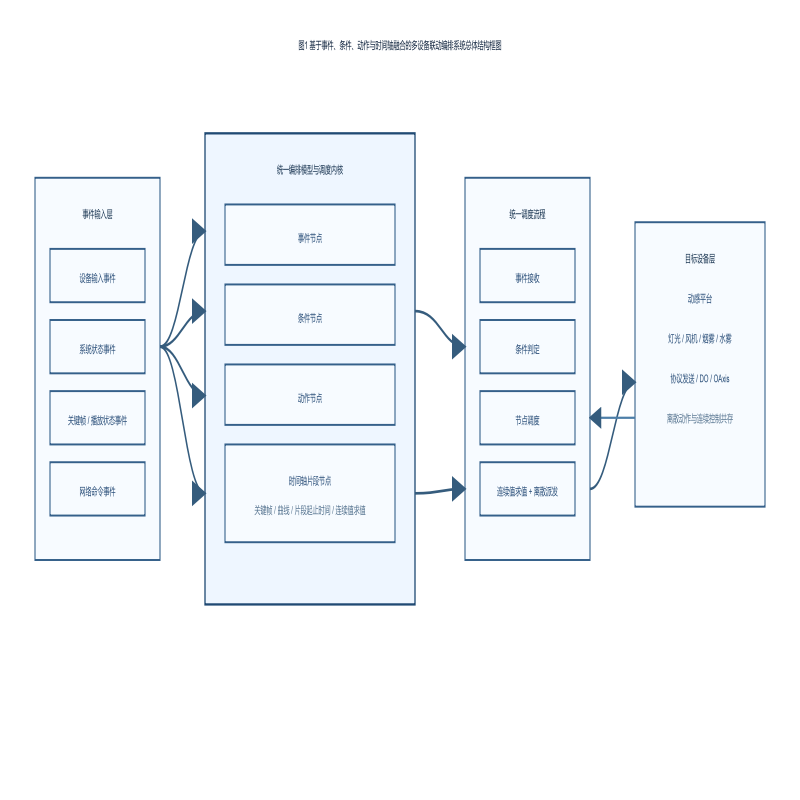 图1 基于事件、条件、动作与时间轴融合的多设备联动编排系统总体结构框图
事件输入层
设备输入事件
系统状态事件
关键帧 / 播放状态事件
网络命令事件
统一编排模型与调度内核
事件节点
条件节点
动作节点
时间轴片段节点
关键帧 / 曲线 / 片段起止时间 / 连续值求值
统一调度流程
事件接收
条件判定
节点调度
连续值求值 + 离散派发
目标设备层
动感平台
灯光 / 风机 / 烟雾 / 水雾
协议发送 / DO / OAxis
离散动作与连续控制共存